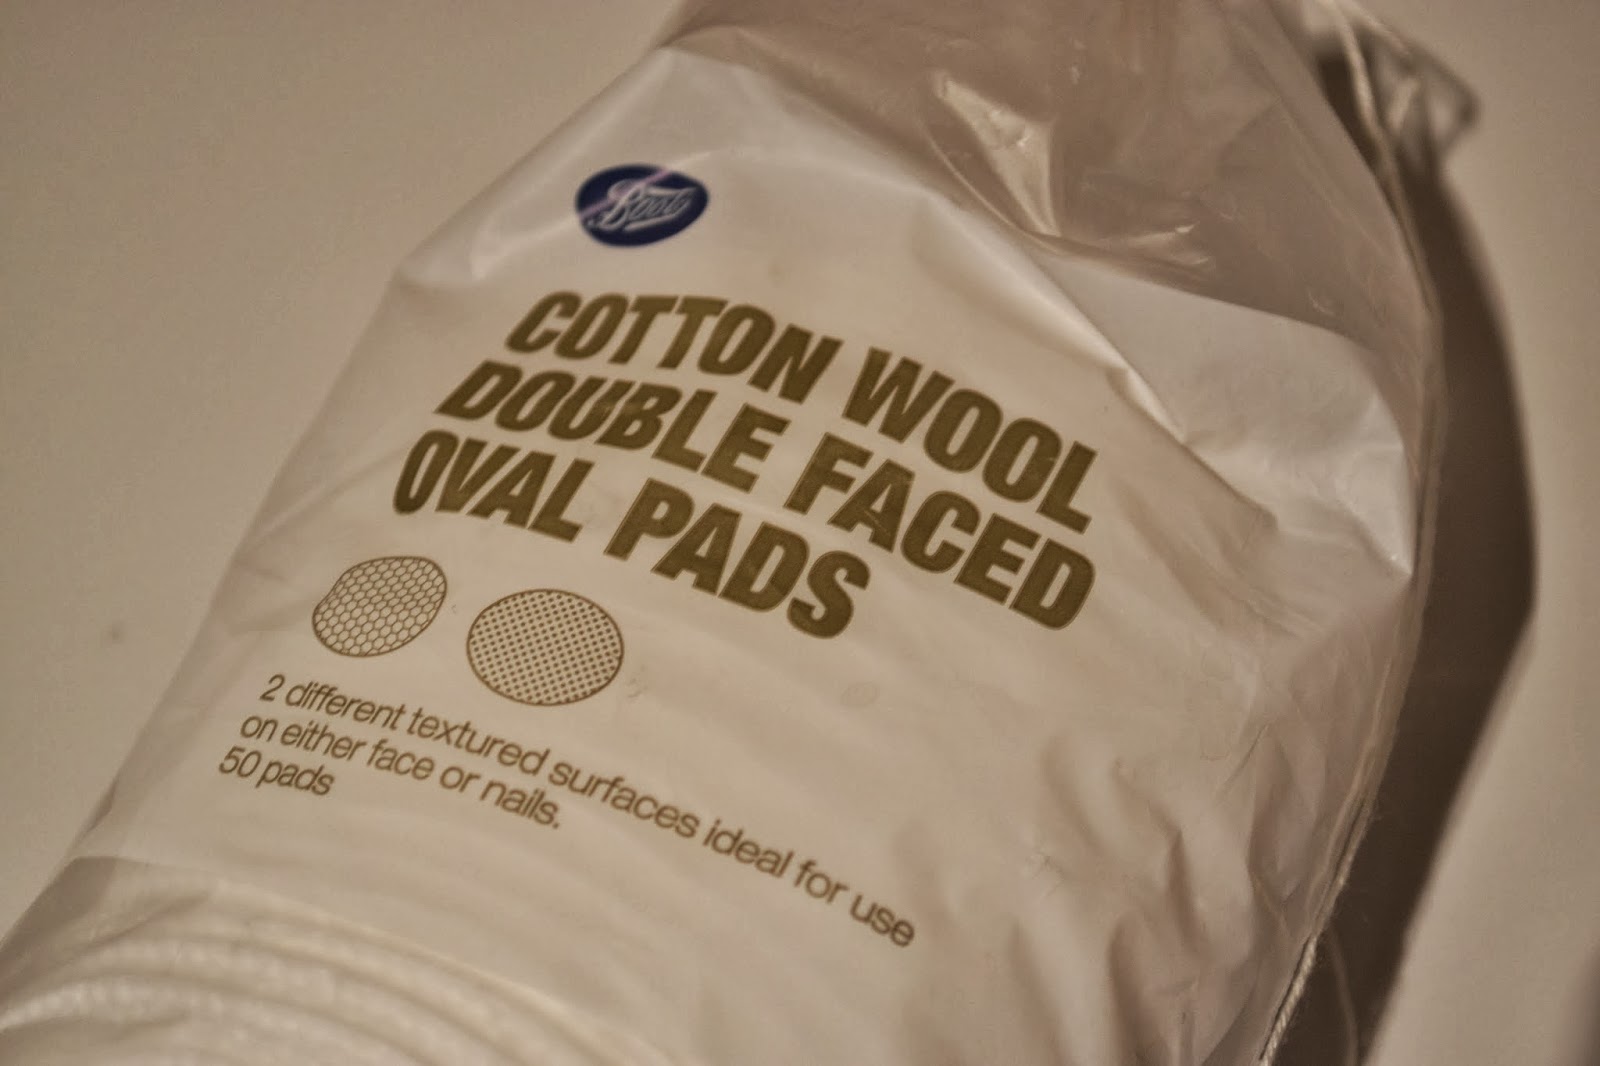 Boots
COTTON WOOL
DOUBLE FACED
OVAL PADS
2 different textured surfaces ideal for use
on either face or nails.
50 pads